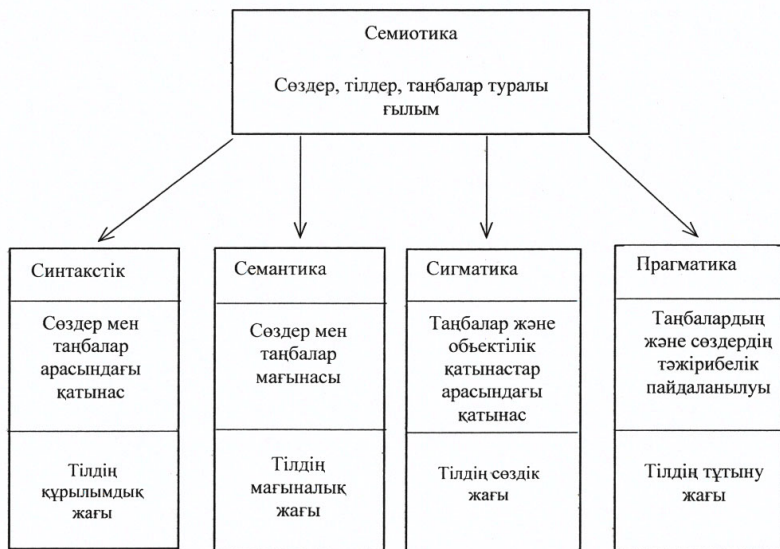 Семиотика
Сөздер, тілдер, таңбалар туралы
ғылым
Синтакстік
Сөздер мен
таңбалар
арасындағы
қатынас
Тілдің
құрылымдық
жағы
Семантика
Сөздер мен
таңбалар
мағынасы
Тілдің
мағыналық
жағы
Сигматика
Таңбалар және
обьектілік
қатынастар
арасындағы
қатынас
Тілдің сөздік
жағы
Прагматика
Таңбалардың
және сөздердің
тәжірибелік
пайдаланылуы
Тілдің тұтыну
жағы